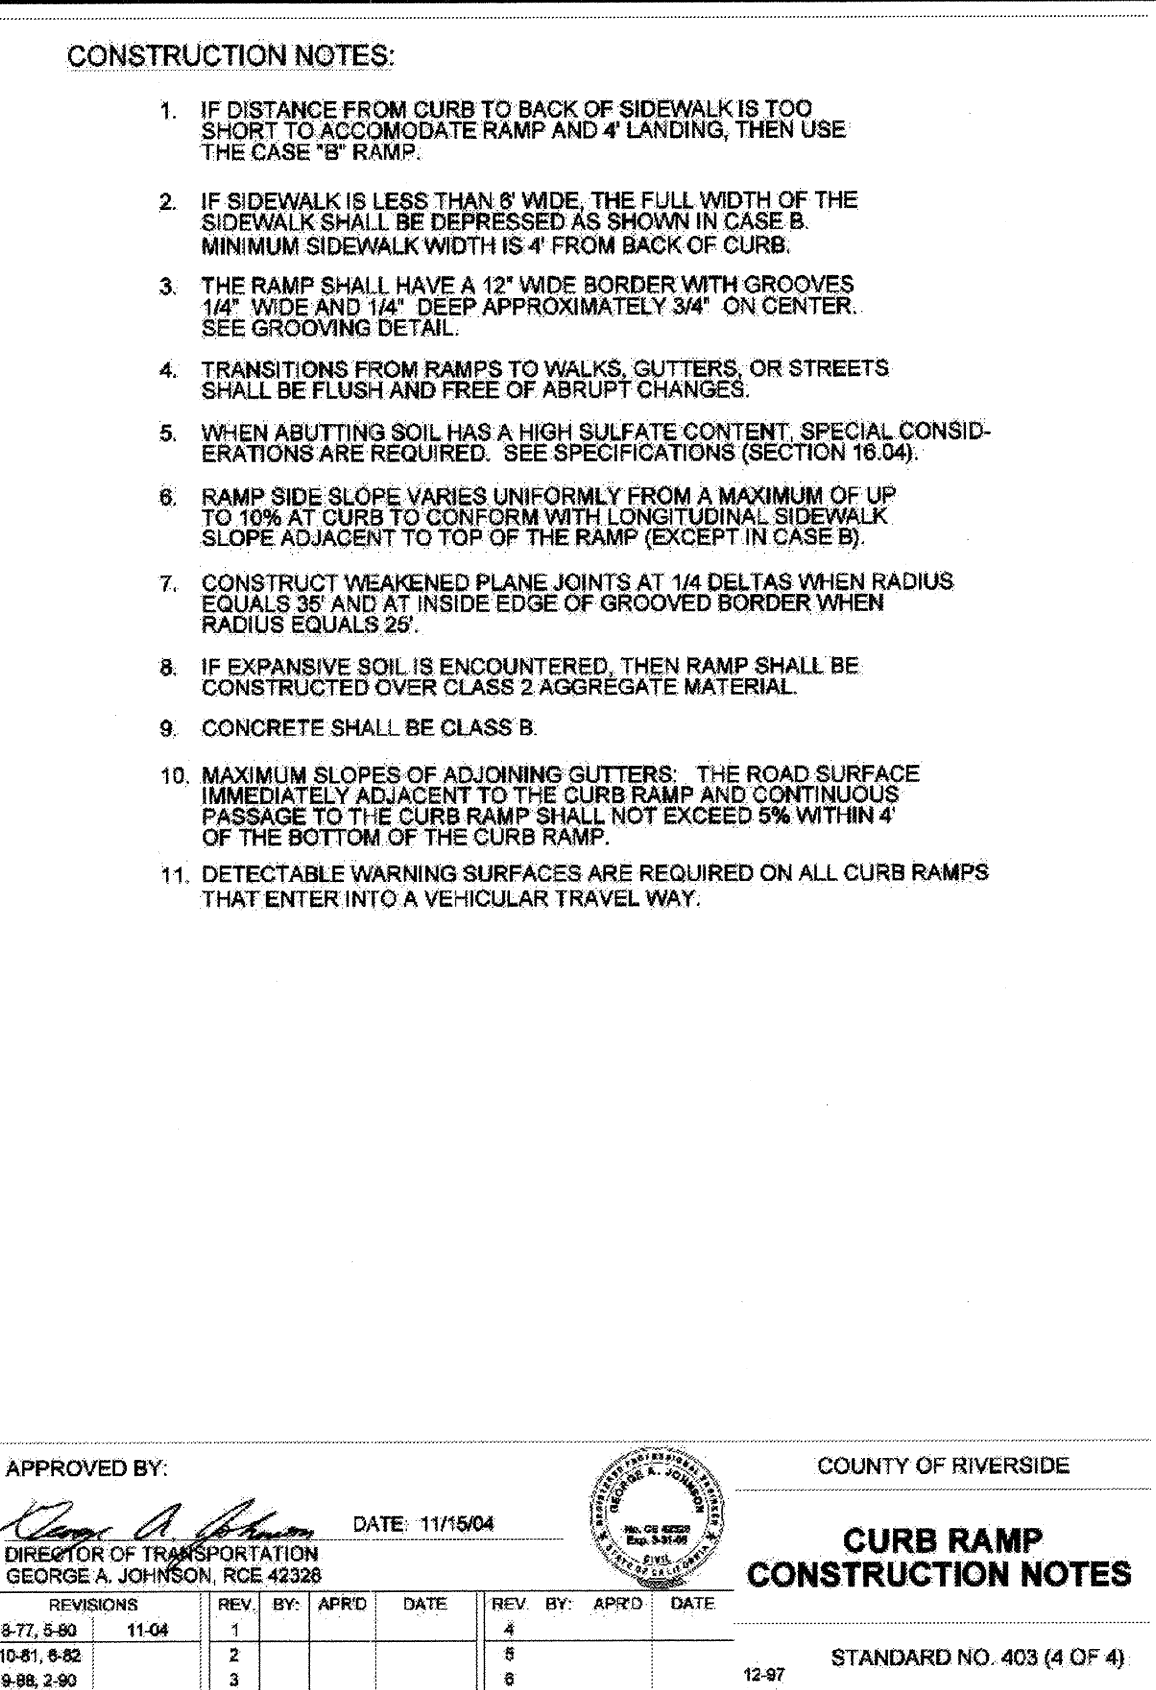 CONSTRUCTION NOTES:
1. IF DISTANCE FROM CURB TO BACK OF SIDEWALK IS TOO
SHORT TO ACCOMODATE RAMP AND 4' LANDING, THEN USE
THE CASE "B" RAMP.
2. IF SIDEWALK IS LESS THAN 6' WIDE, THE FULL WIDTH OF THE
SIDEWALK SHALL BE DEPRESSED AS SHOWN IN CASE B.
MINIMUM SIDEWALK WIDTH IS 4' FROM BACK OF CURB.
3. THE RAMP SHALL HAVE A 12" WIDE BORDER WITH GROOVES
1/4" WIDE AND 1/4" DEEP APPROXIMATELY 3/4" ON CENTER.
SEE GROOVING DETAIL.
4. TRANSITIONS FROM RAMPS TO WALKS, GUTTERS, OR STREETS
SHALL BE FLUSH AND FREE OF ABRUPT CHANGES.
5. WHEN ABUTTING SOIL HAS A HIGH SULFATE CONTENT, SPECIAL CONSID-
ERATIONS ARE REQUIRED. SEE SPECIFICATIONS (SECTION 16.04).
6. RAMP SIDE SLOPE VARIES UNIFORMLY FROM A MAXIMUM OF UP
TO 10% AT CURB TO CONFORM WITH LONGITUDINAL SIDEWALK
SLOPE ADJACENT TO TOP OF THE RAMP (EXCEPT IN CASE B).
7. CONSTRUCT WEAKENED PLANE JOINTS AT 1/4 DELTAS WHEN RADIUS
EQUALS 35' AND AT INSIDE EDGE OF GROOVED BORDER WHEN
RADIUS EQUALS 25'.
8. IF EXPANSIVE SOIL IS ENCOUNTERED, THEN RAMP SHALL BE
CONSTRUCTED OVER CLASS 2 AGGREGATE MATERIAL.
9. CONCRETE SHALL BE CLASS B.
10. MAXIMUM SLOPES OF ADJOINING GUTTERS: THE ROAD SURFACE
IMMEDIATELY ADJACENT TO THE CURB RAMP AND CONTINUOUS
PASSAGE TO THE CURB RAMP SHALL NOT EXCEED 5% WITHIN 4'
OF THE BOTTOM OF THE CURB RAMP.
11. DETECTABLE WARNING SURFACES ARE REQUIRED ON ALL CURB RAMPS
THAT ENTER INTO A VEHICULAR TRAVEL WAY.
APPROVED BY:
George A. Johnson
DATE: 11/15/04
DIRECTOR OF TRANSPORTATION
GEORGE A. JOHNSON, RCE 42328
REGISTERED PROFESSIONAL ENGINEER
GEORGE A. JOHNSON
No. CE 42328
CIVIL
STATE OF CALIFORNIA
COUNTY OF RIVERSIDE
CURB RAMP
CONSTRUCTION NOTES
REVISIONS REV. BY: APR'D DATE REV. BY: APR'D DATE
8-77, 5-80 11-04 1 4
10-81, 6-82 2 5
9-88, 2-90 3 6
STANDARD NO. 403 (4 OF 4)
12-97